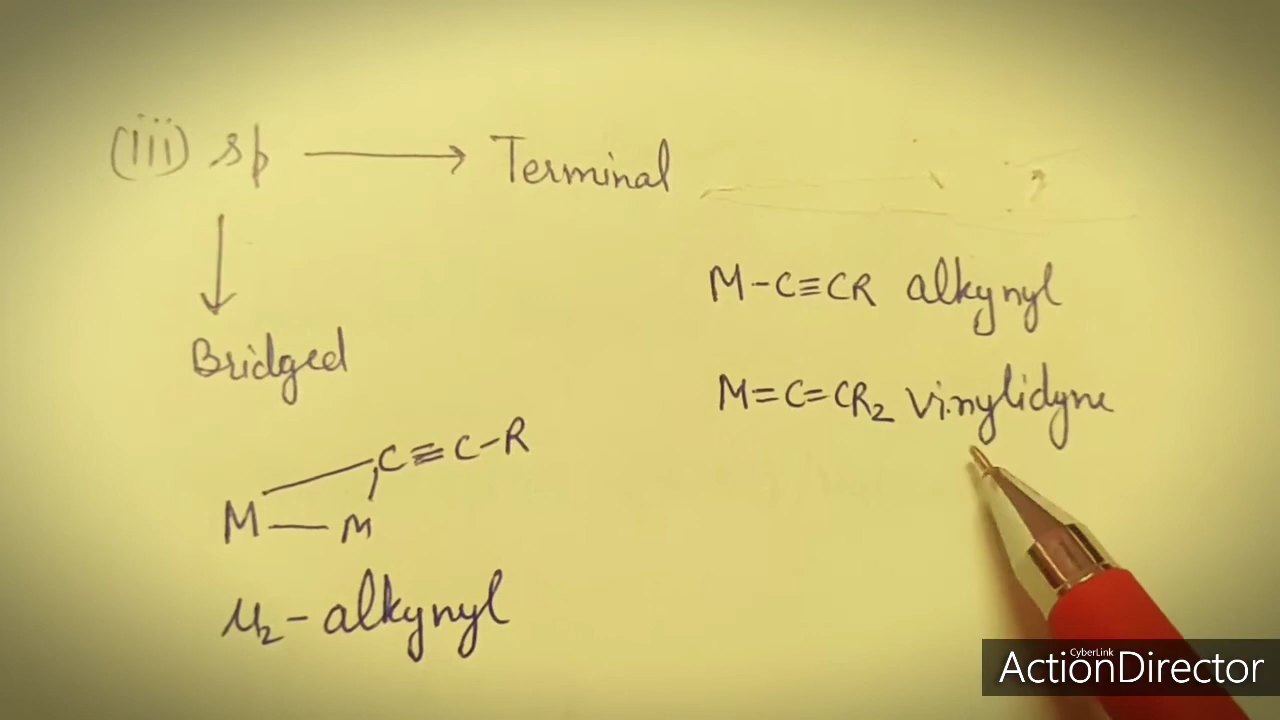 (iii) sp → Terminal
↓
Bridged
M-C≡CR alkynyl
M=C=CR₂ vinylidyne
C≡C-R
M — M
μ₂-alkynyl
CyberLink
ActionDirector